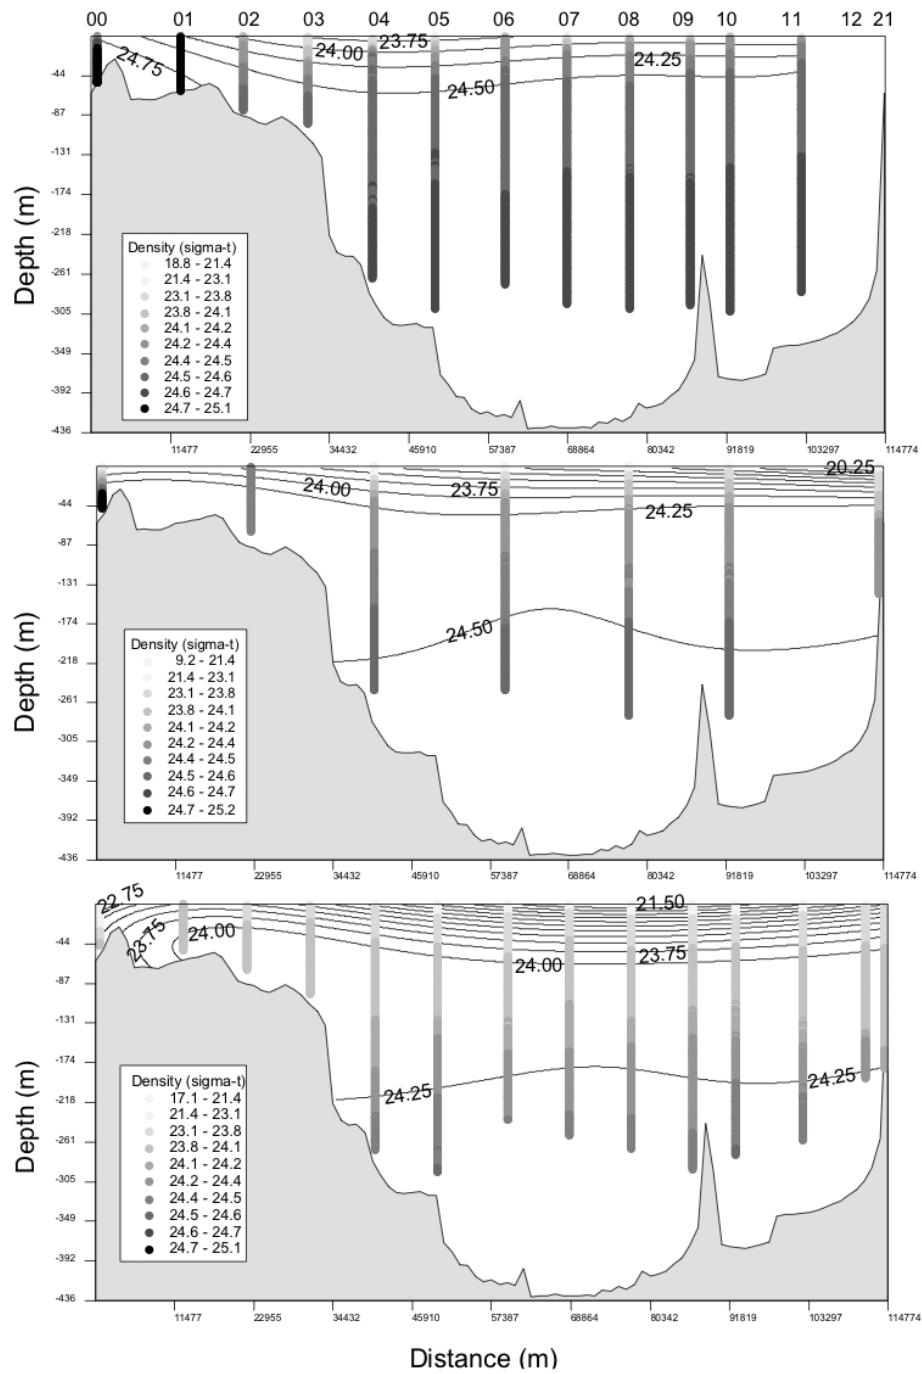 00 01 02 03 04 05 06 07 08 09 10 11 12 21
24.75 24.00 23.75 24.25 24.50
-44
-87
-131
-174
-218
-261
-305
-349
-392
-436
Depth (m)
Density (sigma-t)
18.8 - 21.4
21.4 - 23.1
23.1 - 23.8
23.8 - 24.1
24.1 - 24.2
24.2 - 24.4
24.4 - 24.5
24.5 - 24.6
24.6 - 24.7
24.7 - 25.1
11477 22955 34432 45910 57387 68864 80342 91819 103297 114774
24.00 23.75 24.25 20.25
24.50
-44
-87
-131
-174
-218
-261
-305
-349
-392
-436
Depth (m)
Density (sigma-t)
9.2 - 21.4
21.4 - 23.1
23.1 - 23.8
23.8 - 24.1
24.1 - 24.2
24.2 - 24.4
24.4 - 24.5
24.5 - 24.6
24.6 - 24.7
24.7 - 25.2
11477 22955 34432 45910 57387 68864 80342 91819 103297 114774
22.75 23.75 24.00 21.50
24.00 23.75
24.25 24.25
-44
-87
-131
-174
-218
-261
-305
-349
-392
-436
Depth (m)
Density (sigma-t)
17.1 - 21.4
21.4 - 23.1
23.1 - 23.8
23.8 - 24.1
24.1 - 24.2
24.2 - 24.4
24.4 - 24.5
24.5 - 24.6
24.6 - 24.7
24.7 - 25.1
11477 22955 34432 45910 57387 68864 80342 91819 103297 114774
Distance (m)